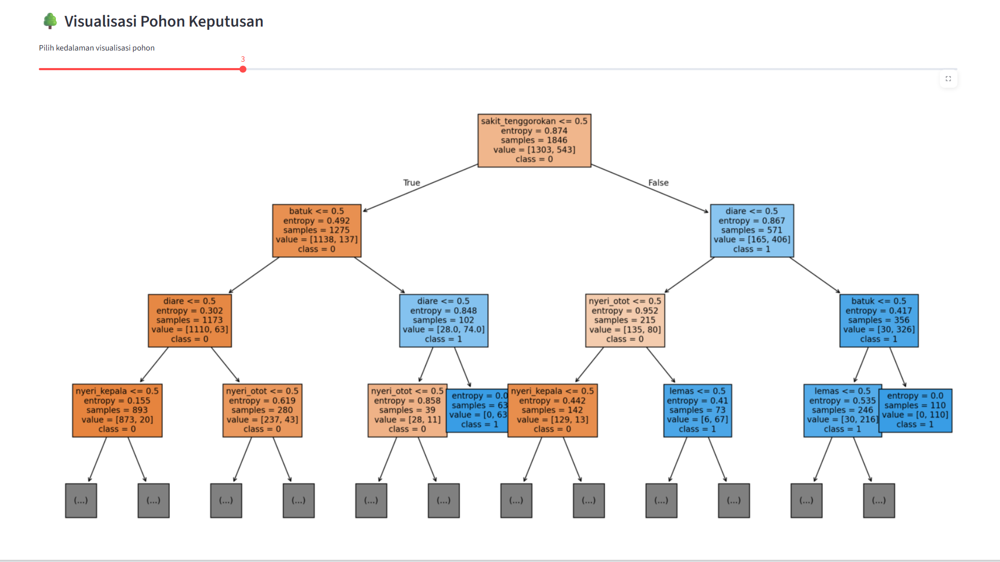 Visualisasi Pohon Keputusan
Pilih kedalaman visualisasi pohon
3
sakit_tenggorokan <= 0.5
entropy = 0.874
samples = 1846
value = [1303, 543]
class = 0
True
False
batuk <= 0.5
entropy = 0.492
samples = 1275
value = [1138, 137]
class = 0
diare <= 0.5
entropy = 0.867
samples = 571
value = [165, 406]
class = 1
diare <= 0.5
entropy = 0.302
samples = 1173
value = [1110, 63]
class = 0
diare <= 0.5
entropy = 0.848
samples = 102
value = [28.0, 74.0]
class = 1
nyeri_otot <= 0.5
entropy = 0.952
samples = 215
value = [135, 80]
class = 0
batuk <= 0.5
entropy = 0.417
samples = 356
value = [30, 326]
class = 1
nyeri_kepala <= 0.5
entropy = 0.155
samples = 893
value = [873, 20]
class = 0
nyeri_otot <= 0.5
entropy = 0.619
samples = 280
value = [237, 43]
class = 0
nyeri_otot <= 0.5
entropy = 0.858
samples = 39
value = [28, 11]
class = 0
entropy = 0.0
samples = 63
value = [0, 63
class = 1
nyeri_kepala <= 0.5
entropy = 0.442
samples = 142
value = [129, 13]
class = 0
lemas <= 0.5
entropy = 0.41
samples = 73
value = [6, 67]
class = 1
lemas <= 0.5
entropy = 0.535
samples = 246
value = [30, 216]
class = 1
entropy = 0.0
samples = 110
value = [0, 110]
class = 1
(...)
(...)
(...)
(...)
(...)
(...)
(...)
(...)
(...)
(...)
(...)
(...)